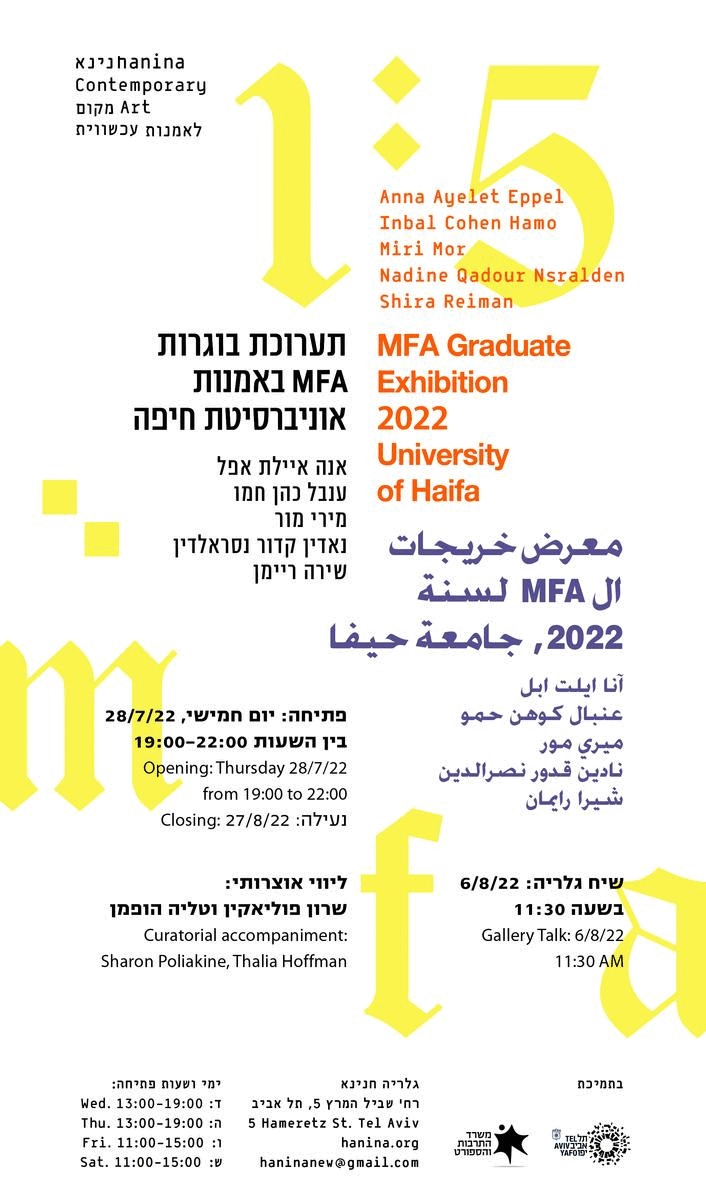 חנינאhanina
Contemporary
מקום Art
לאמנות עכשווית
1:5
Anna Ayelet Eppel
Inbal Cohen Hamo
Miri Mor
Nadine Qadour Nsralden
Shira Reiman
תערוכת בוגרות
MFA באמנות
אוניברסיטת חיפה
אנה איילת אפל
ענבל כהן חמו
מירי מור
נאדין קדור נסראלדין
שירה ריימן
MFA Graduate
Exhibition
2022
University
of Haifa
معرض خريجات
ال MFA لسنة
2022, جامعة حيفا
آنا ايلت ابل
عنبال كوهن حمو
ميري مور
نادين قدور نصرالدين
شيرا رايمان
m
f
a
פתיחה: יום חמישי, 28/7/22
בין השעות 19:00-22:00
Opening: Thursday 28/7/22
from 19:00 to 22:00
Closing: 27/8/22 :נעילה
ליווי אוצרותי:
שרון פוליאקין וטליה הופמן
Curatorial accompaniment:
Sharon Poliakine, Thalia Hoffman
שיח גלריה: 6/8/22
בשעה 11:30
Gallery Talk: 6/8/22
11:30 AM
ימי ושעות פתיחה:
Wed. 13:00-19:00 :ד
Thu. 13:00-19:00 :ה
Fri. 11:00-15:00 :ו
Sat. 11:00-15:00 :ש
גלריה חנינא
רח' שביל המרץ 5, תל אביב
5 Hameretz St. Tel Aviv
hanina.org
haninanew@gmail.com
בתמיכת
משרד
התרבות
והספורט
תל TEL
אביב AVIV
יפו YAFO